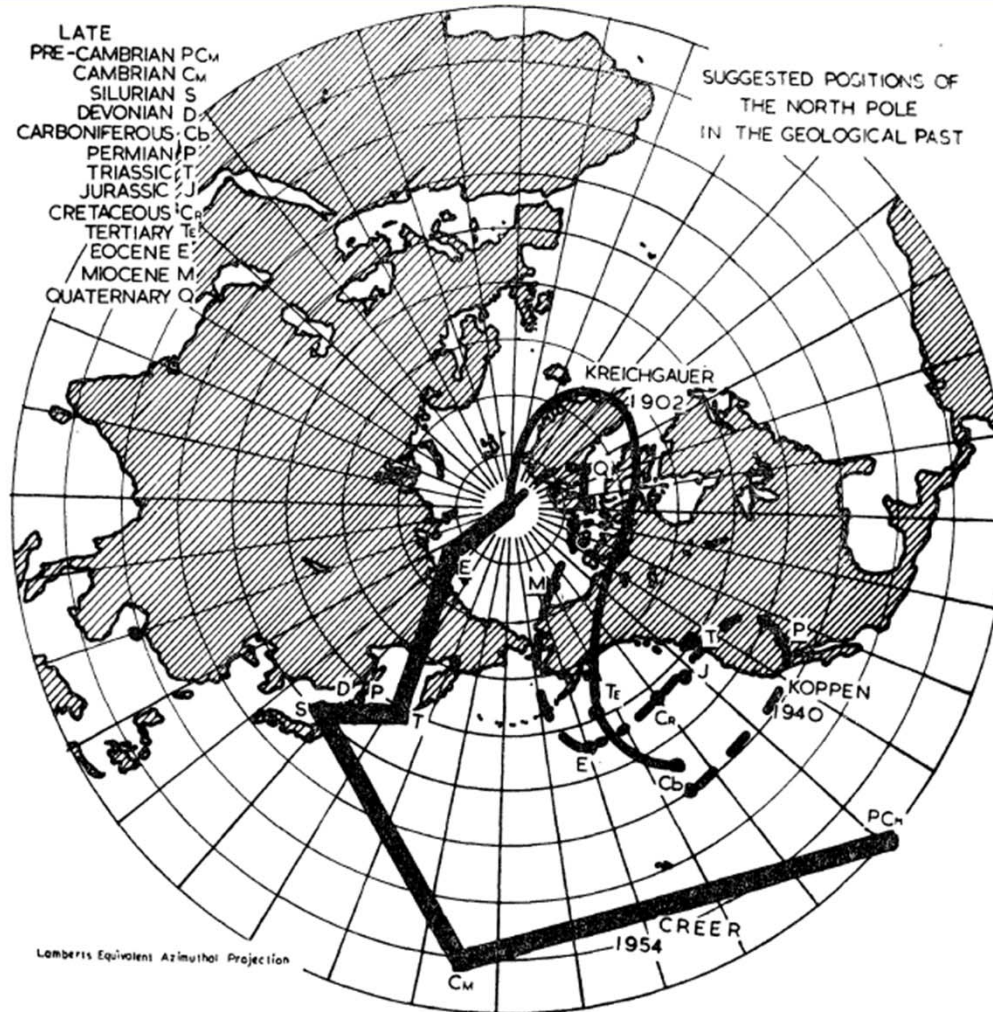 LATE
PRE-CAMBRIAN PCM
CAMBRIAN CM
SILURIAN S
DEVONIAN D
CARBONIFEROUS Cb
PERMIAN P
TRIASSIC T
JURASSIC J
CRETACEOUS CR
TERTIARY TE
EOCENE E
MIOCENE M
QUATERNARY Q
SUGGESTED POSITIONS OF
THE NORTH POLE
IN THE GEOLOGICAL PAST
KREICHGAUER
1902
Q
E
M
T
P
J
KOPPEN
1940
D
P
S
T
TE
CR
E
Cb
PCM
CREER
1954
CM
Lamberts Equivalent Azimuthal Projection